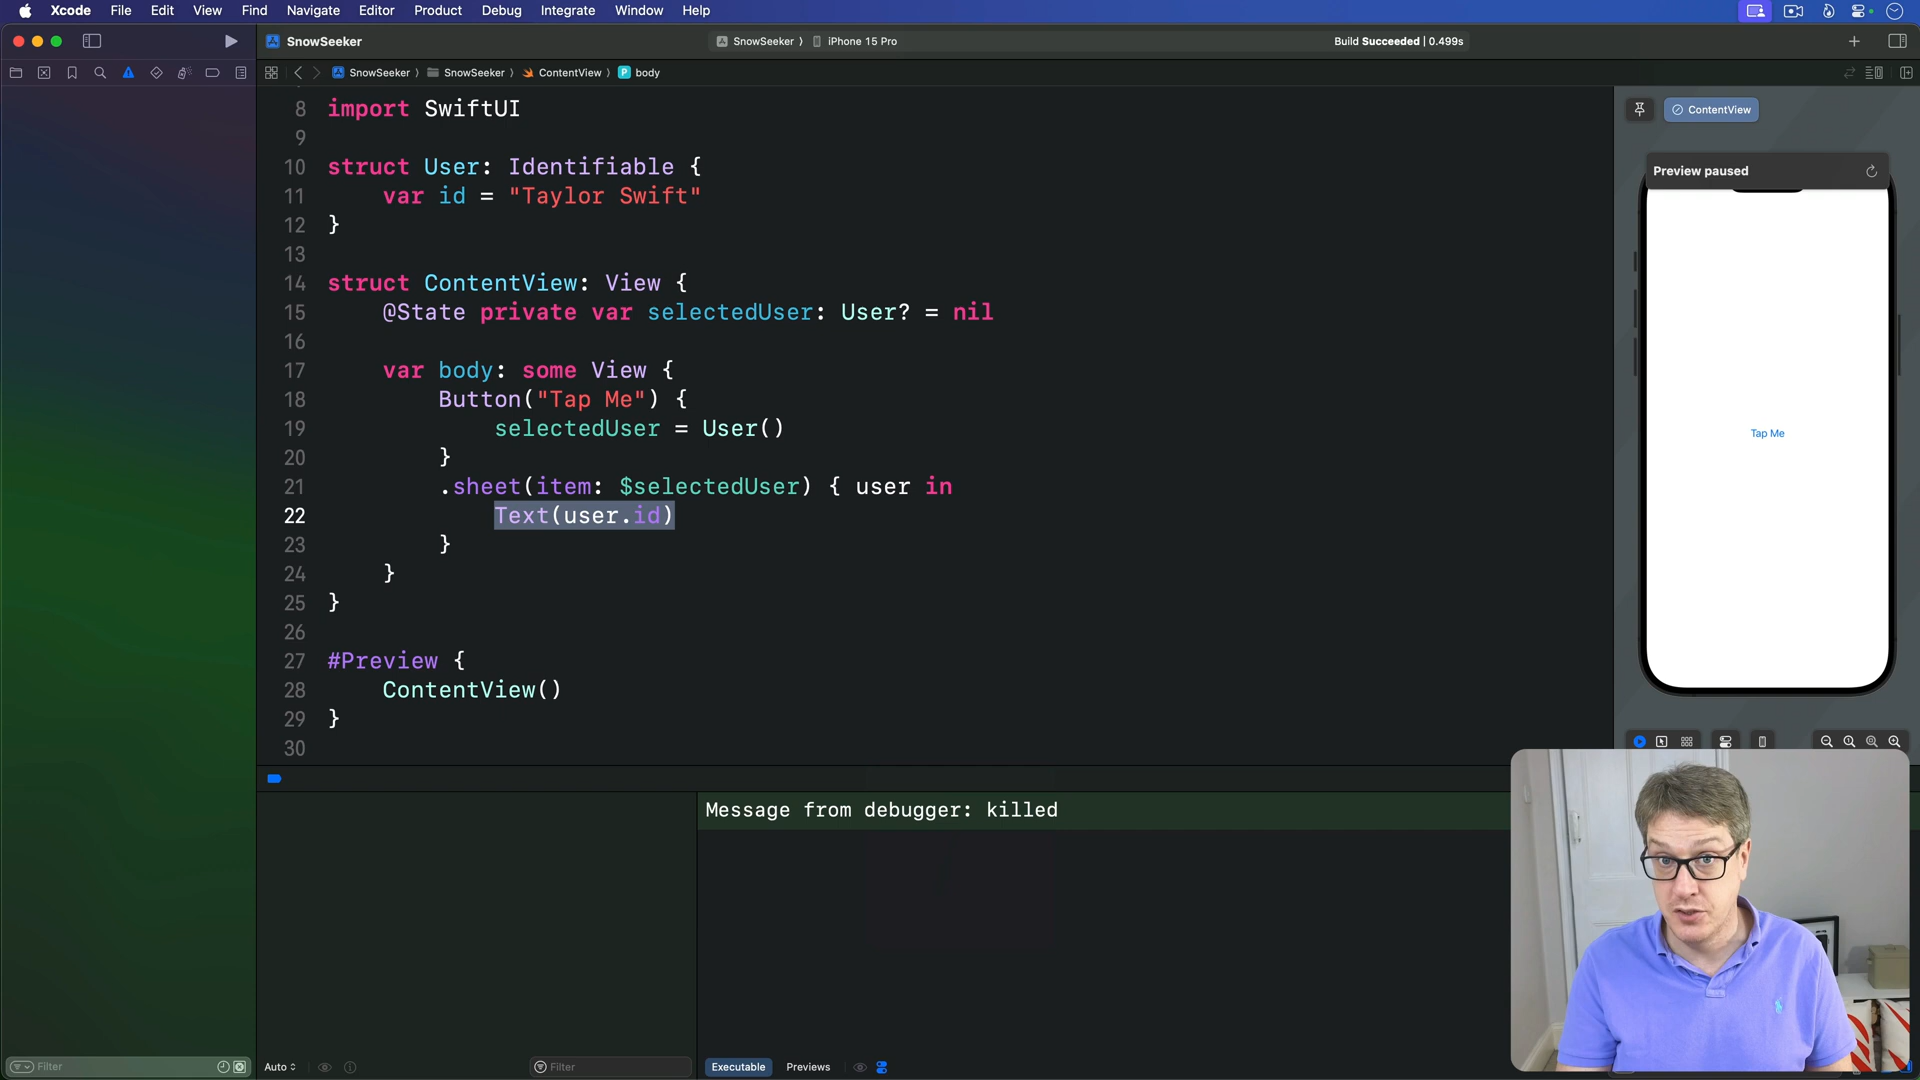 Xcode File Edit View Find Navigate Editor Product Debug Integrate Window Help
SnowSeeker
SnowSeeker iPhone 15 Pro
Build Succeeded | 0.499s
SnowSeeker SnowSeeker ContentView P body
8 import SwiftUI
9
10 struct User: Identifiable {
11 var id = "Taylor Swift"
12 }
13
14 struct ContentView: View {
15 @State private var selectedUser: User? = nil
16
17 var body: some View {
18 Button("Tap Me") {
19 selectedUser = User()
20 }
21 .sheet(item: $selectedUser) { user in
22 Text(user.id)
23 }
24 }
25 }
26
27 #Preview {
28 ContentView()
29 }
30
ContentView
Preview paused
Tap Me
Message from debugger: killed
Filter
Auto
Filter
Executable Previews